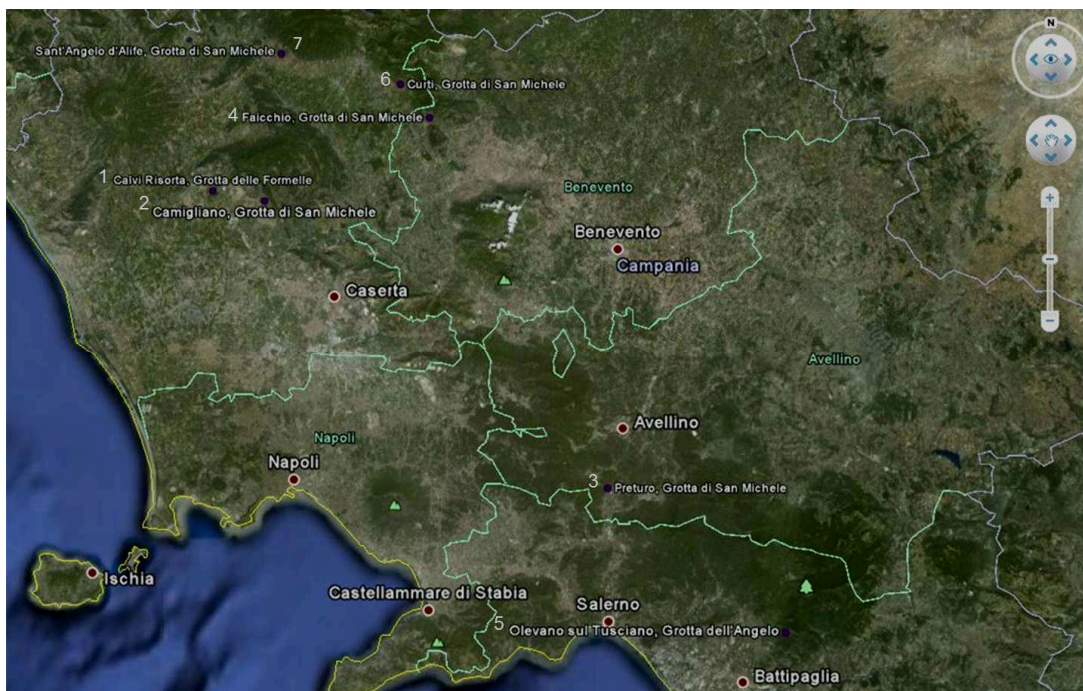 N
Sant'Angelo d'Alife, Grotta di San Michele 7
6 Curti, Grotta di San Michele
4 Faicchio, Grotta di San Michele
1 Calvi Risorta, Grotta delle Formelle
2 Camigliano, Grotta di San Michele
Benevento
Benevento
Campania
Caserta
Avellino
Avellino
Napoli
Napoli
3 Preturo, Grotta di San Michele
Ischia
Castellammare di Stabia
Salerno
5 Olevano sul Tusciano, Grotta dell'Angelo
Battipaglia